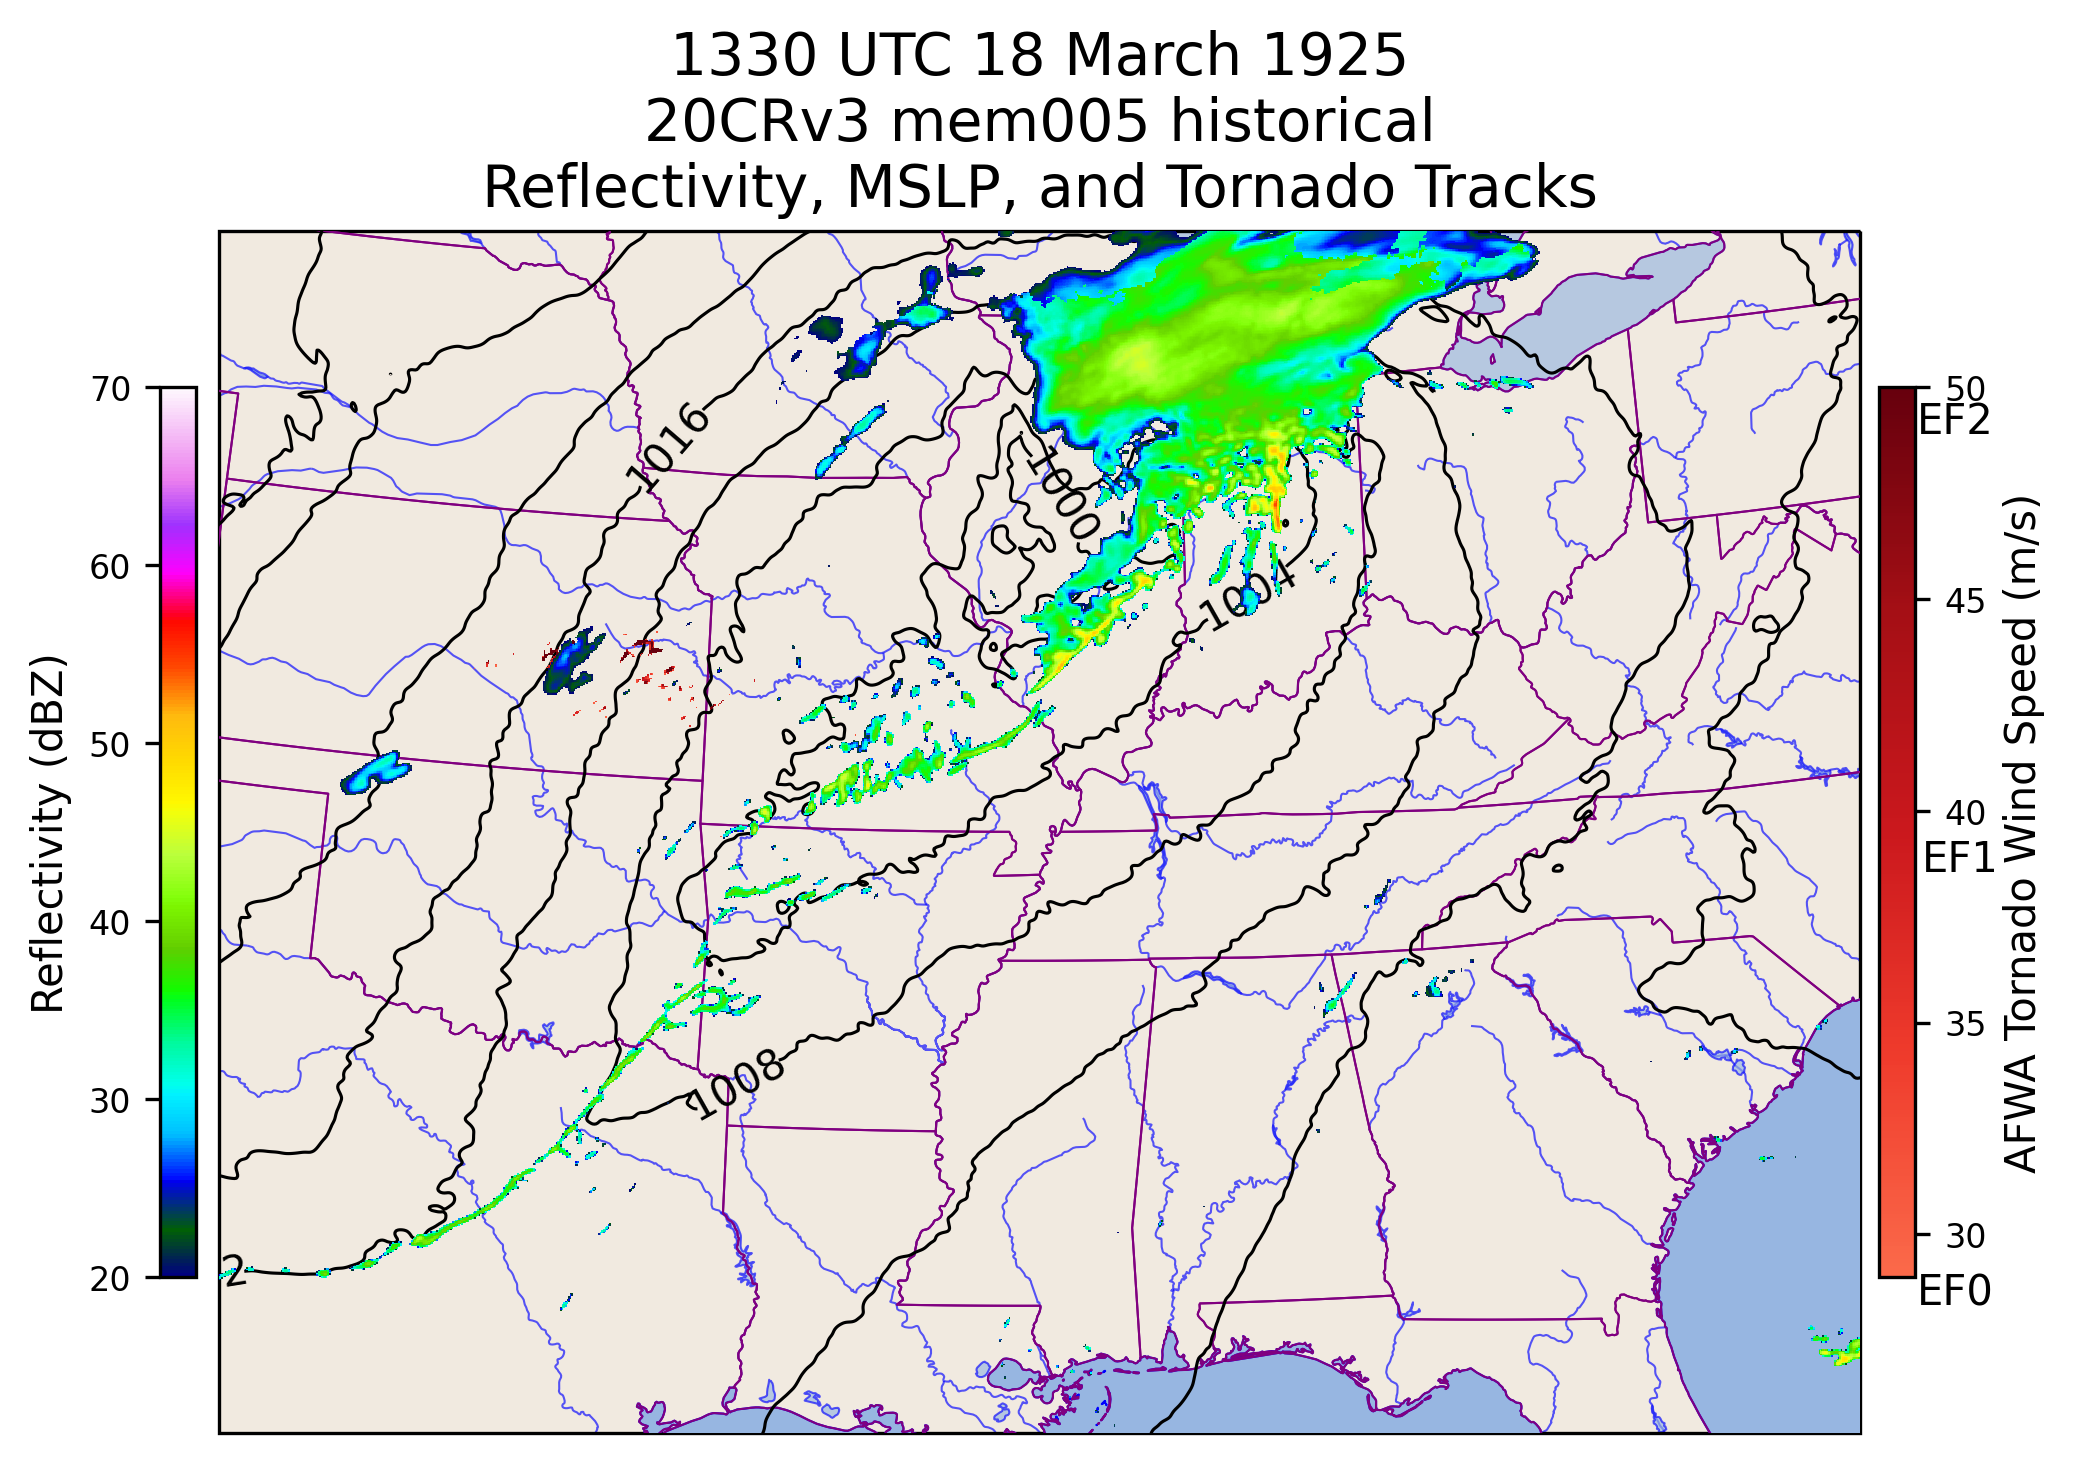 1330 UTC 18 March 1925
20CRv3 mem005 historical
Reflectivity, MSLP, and Tornado Tracks
70
60
50
40
30
20
Reflectivity (dBZ)
1016
1000
1004
1008
2
50
EF2
45
40
EF1
35
30
EF0
AFWA Tornado Wind Speed (m/s)